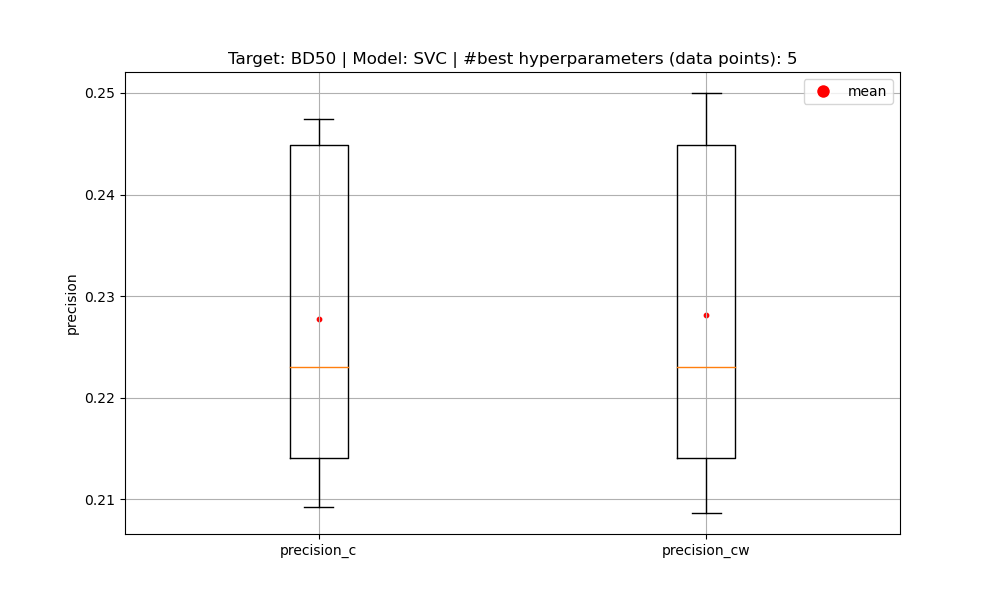 Target: BD50 | Model: SVC | #best hyperparameters (data points): 5
mean
0.25
0.24
0.23
0.22
0.21
precision
precision_c
precision_cw